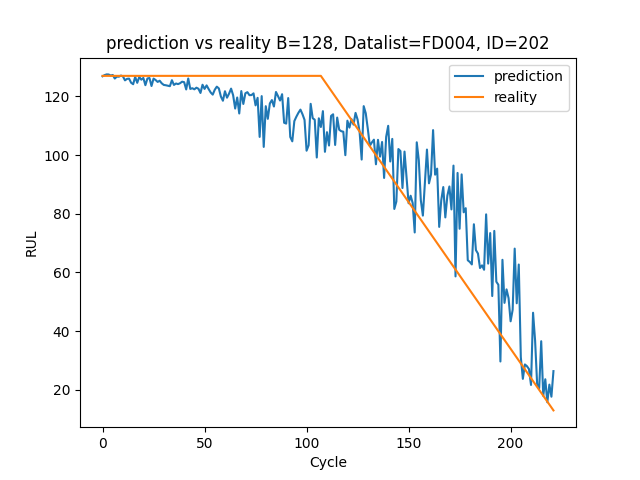 prediction vs reality B=128, Datalist=FD004, ID=202
prediction
reality
RUL
120
100
80
60
40
20
0
50
100
150
200
Cycle